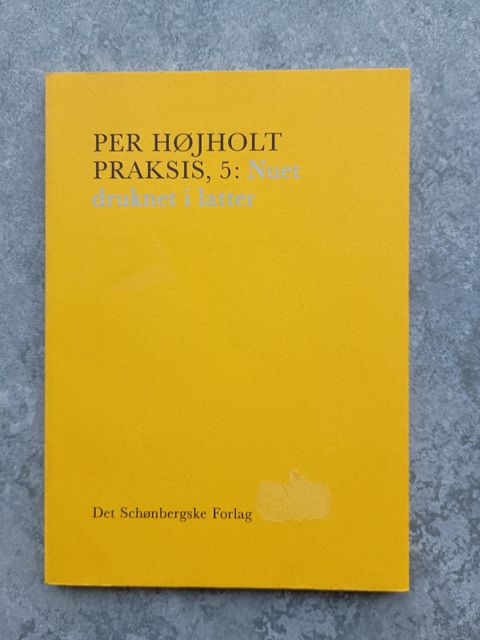 PER HØJHOLT
PRAKSIS, 5: Nuet
druknet i latter
Det Schønbergske Forlag